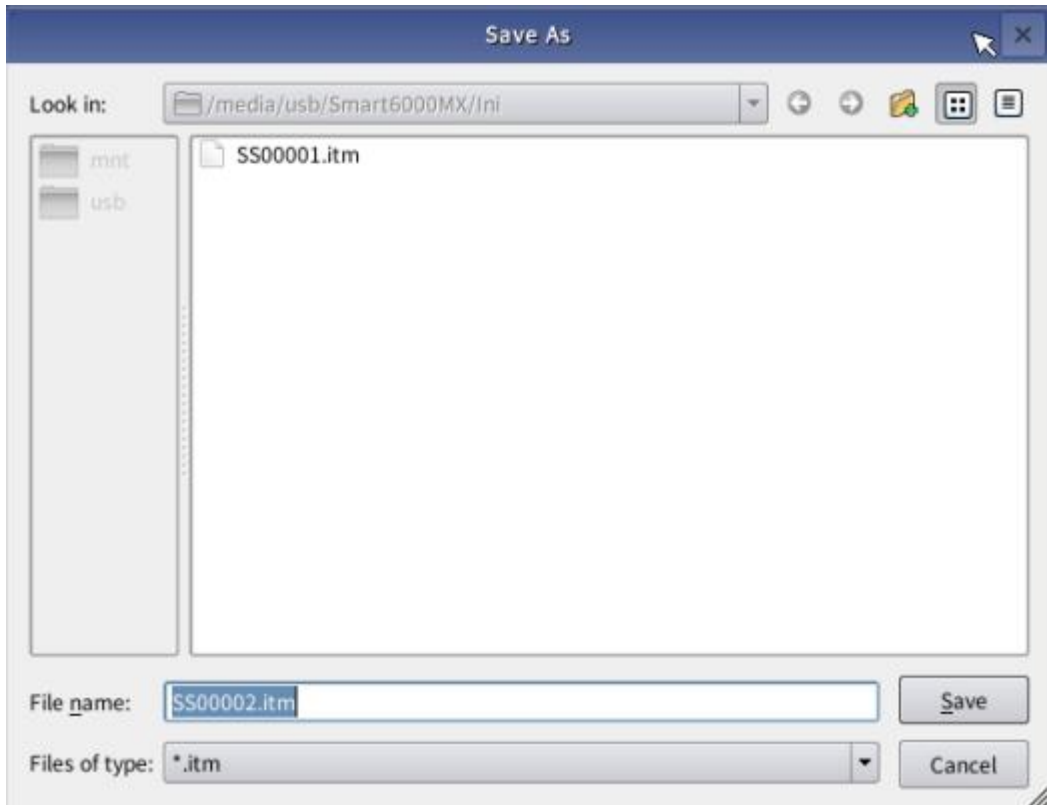 Save As
Look in: /media/usb/Smart6000MX/Ini
mnt
usb
SS00001.itm
File name: SS00002.itm Save
Files of type: *.itm Cancel